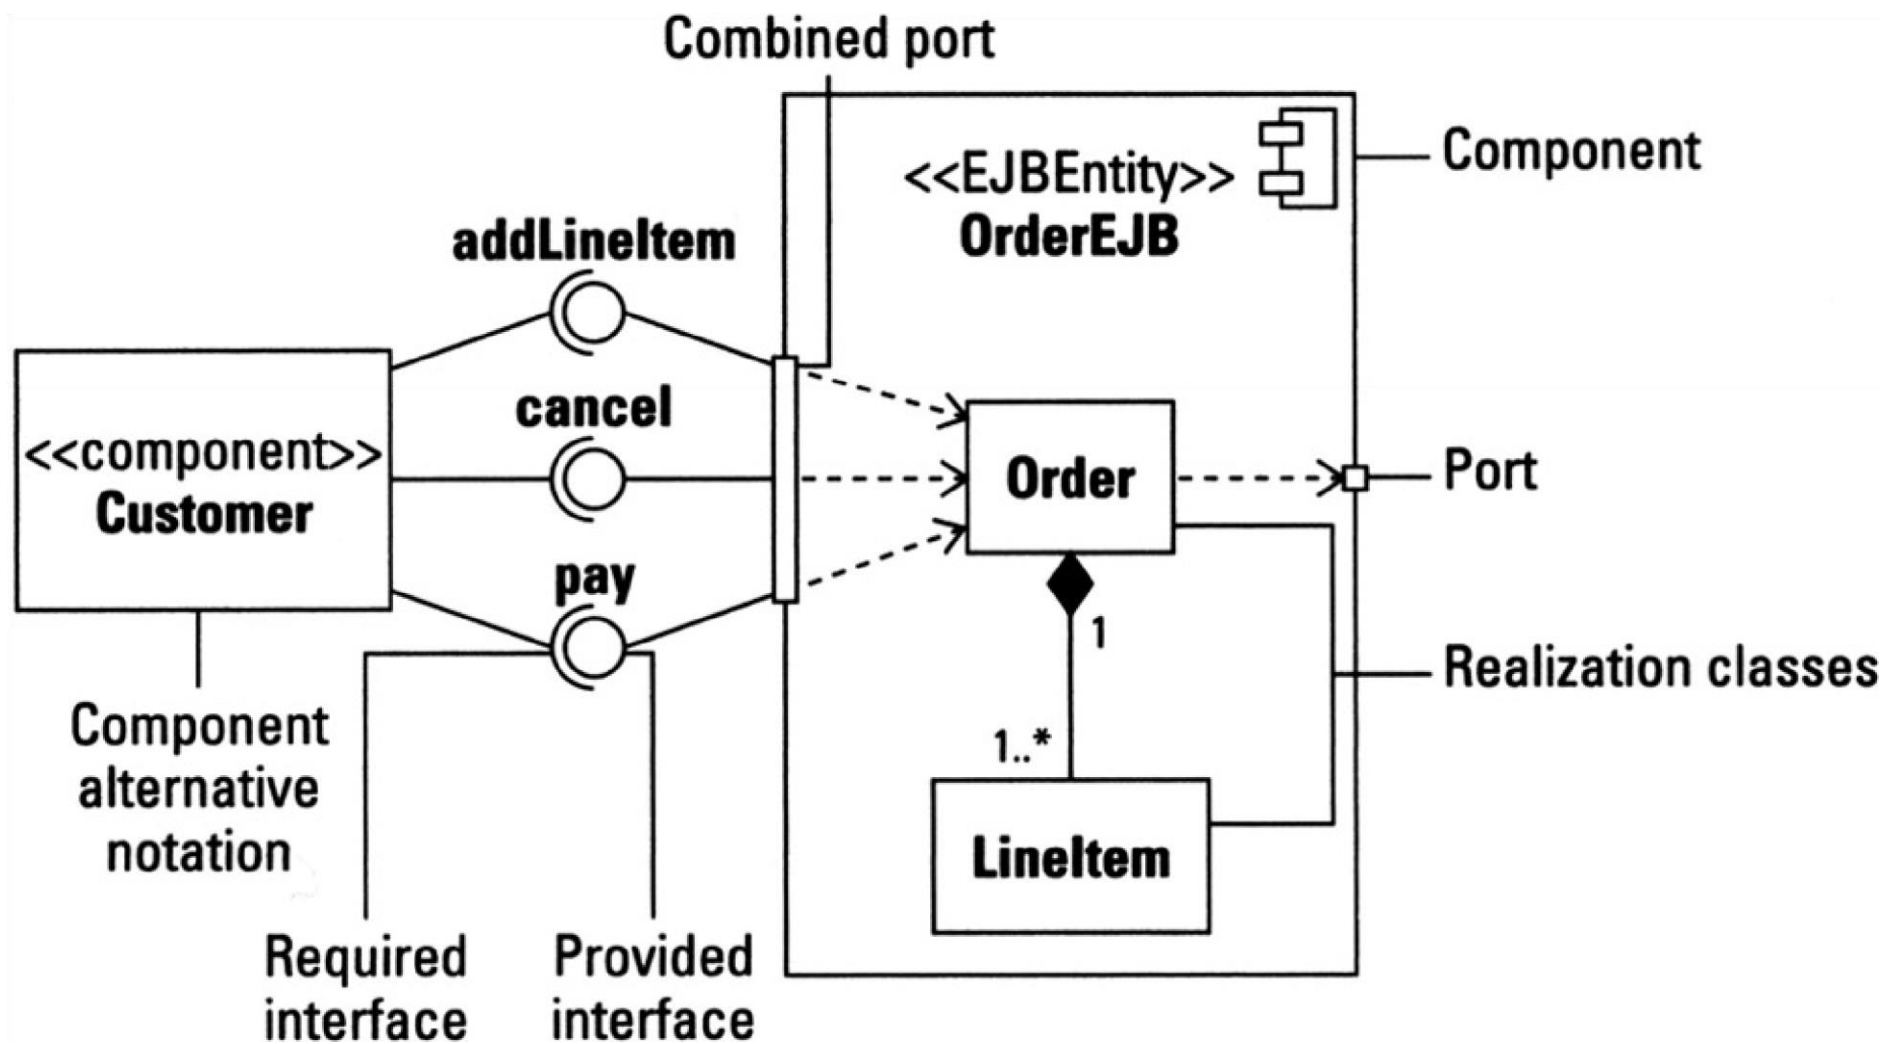 Combined port
<<EJBEntity>>
OrderEJB
Component
addLineItem
cancel
<<component>>
Customer
Order
Port
pay
1
Realization classes
1..*
Component
alternative
notation
LineItem
Required
interface
Provided
interface